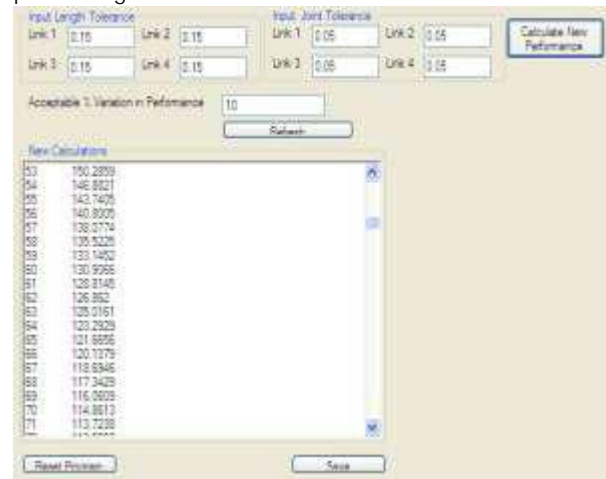 Input Length Tolerance
Input Joint Tolerance
Link 1 0.15 Link 2 0.15 Link 1 0.05 Link 2 0.05
Calculate New
Performance
Link 3 0.15 Link 4 0.15 Link 3 0.05 Link 4 0.05
Acceptable % Variation in Performance 10
Refresh
New Calculations
53 150.2859
54 146.8821
55 143.7405
56 140.8005
57 138.0774
58 135.5225
59 133.1452
60 130.9066
61 128.8145
62 126.862
63 125.0161
64 123.2929
65 121.6656
66 120.1379
67 118.6946
68 117.3429
69 116.0609
70 114.8613
71 113.7238
Reset Program Save